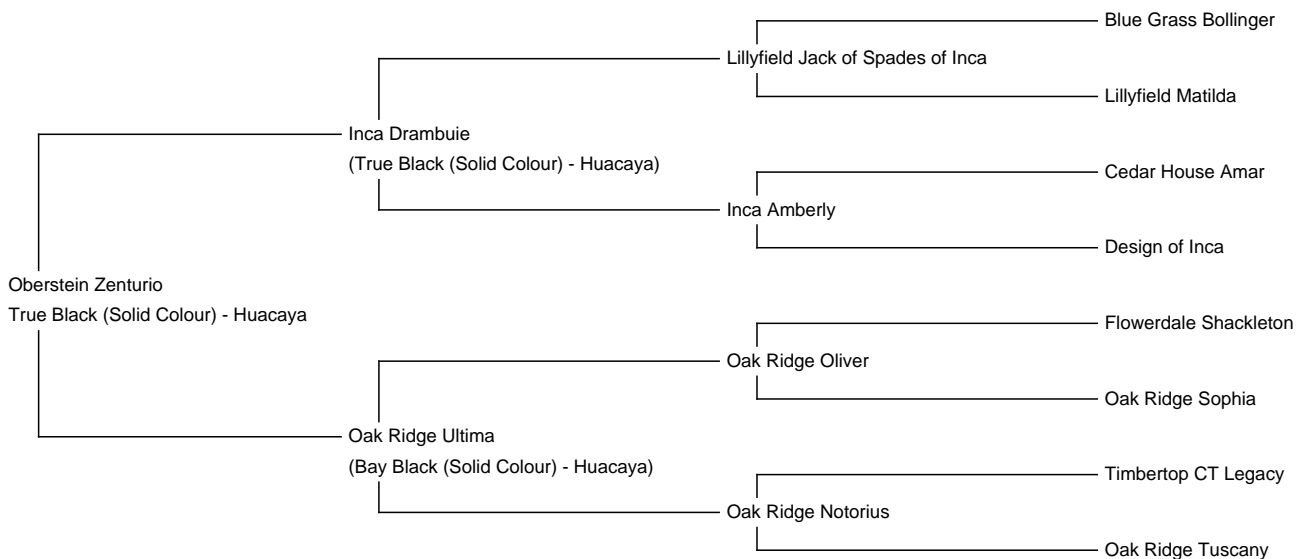 Blue Grass Bollinger
Lillyfield Jack of Spades of Inca
Lillyfield Matilda
Inca Drambuie
(True Black (Solid Colour) - Huacaya)
Cedar House Amar
Inca Amberly
Design of Inca
Oberstein Zenturio
True Black (Solid Colour) - Huacaya
Flowerdale Shackleton
Oak Ridge Oliver
Oak Ridge Sophia
Oak Ridge Ultima
(Bay Black (Solid Colour) - Huacaya)
Timbertop CT Legacy
Oak Ridge Notorius
Oak Ridge Tuscany